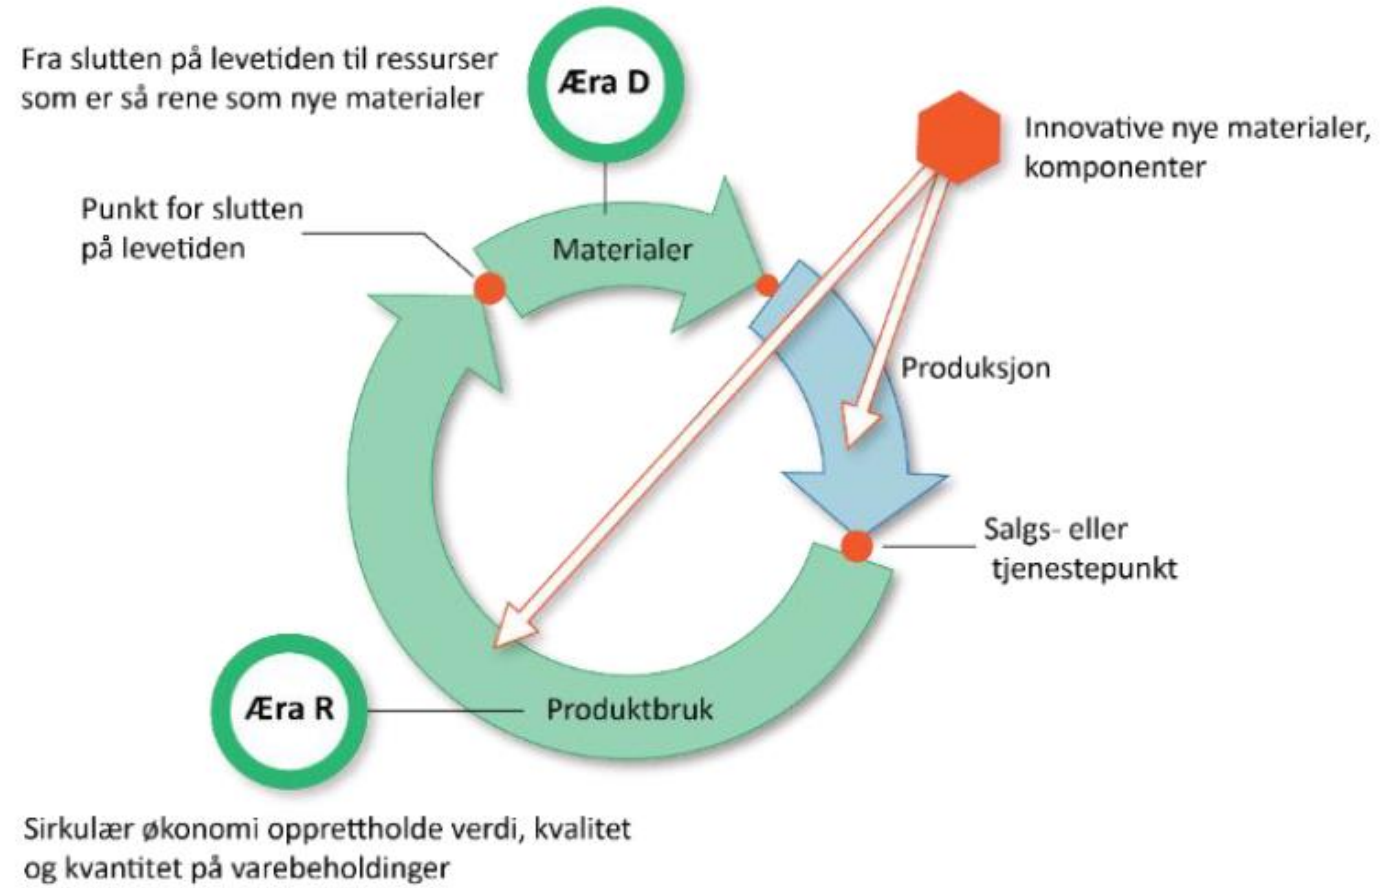 Fra slutten på levetiden til ressurser
som er så rene som nye materialer
Æra D
Innovative nye materialer,
komponenter
Punkt for slutten
på levetiden
Materialer
Produksjon
Salgs- eller
tjenestepunkt
Æra R
Produktbruk
Sirkulær økonomi opprettholde verdi, kvalitet
og kvantitet på varebeholdinger